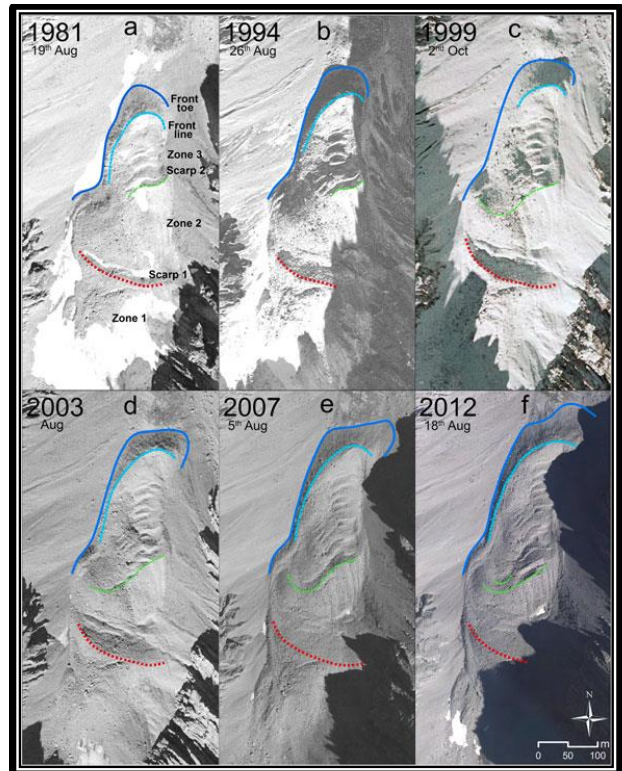 1981 a
19th Aug
Front
toe
Front
line
Zone 3
Scarp 2
Zone 2
Scarp 1
Zone 1
1994 b
26th Aug
1999 c
2nd Oct
2003 d
Aug
2007 e
5th Aug
2012 f
18th Aug
N
0 50 100 m